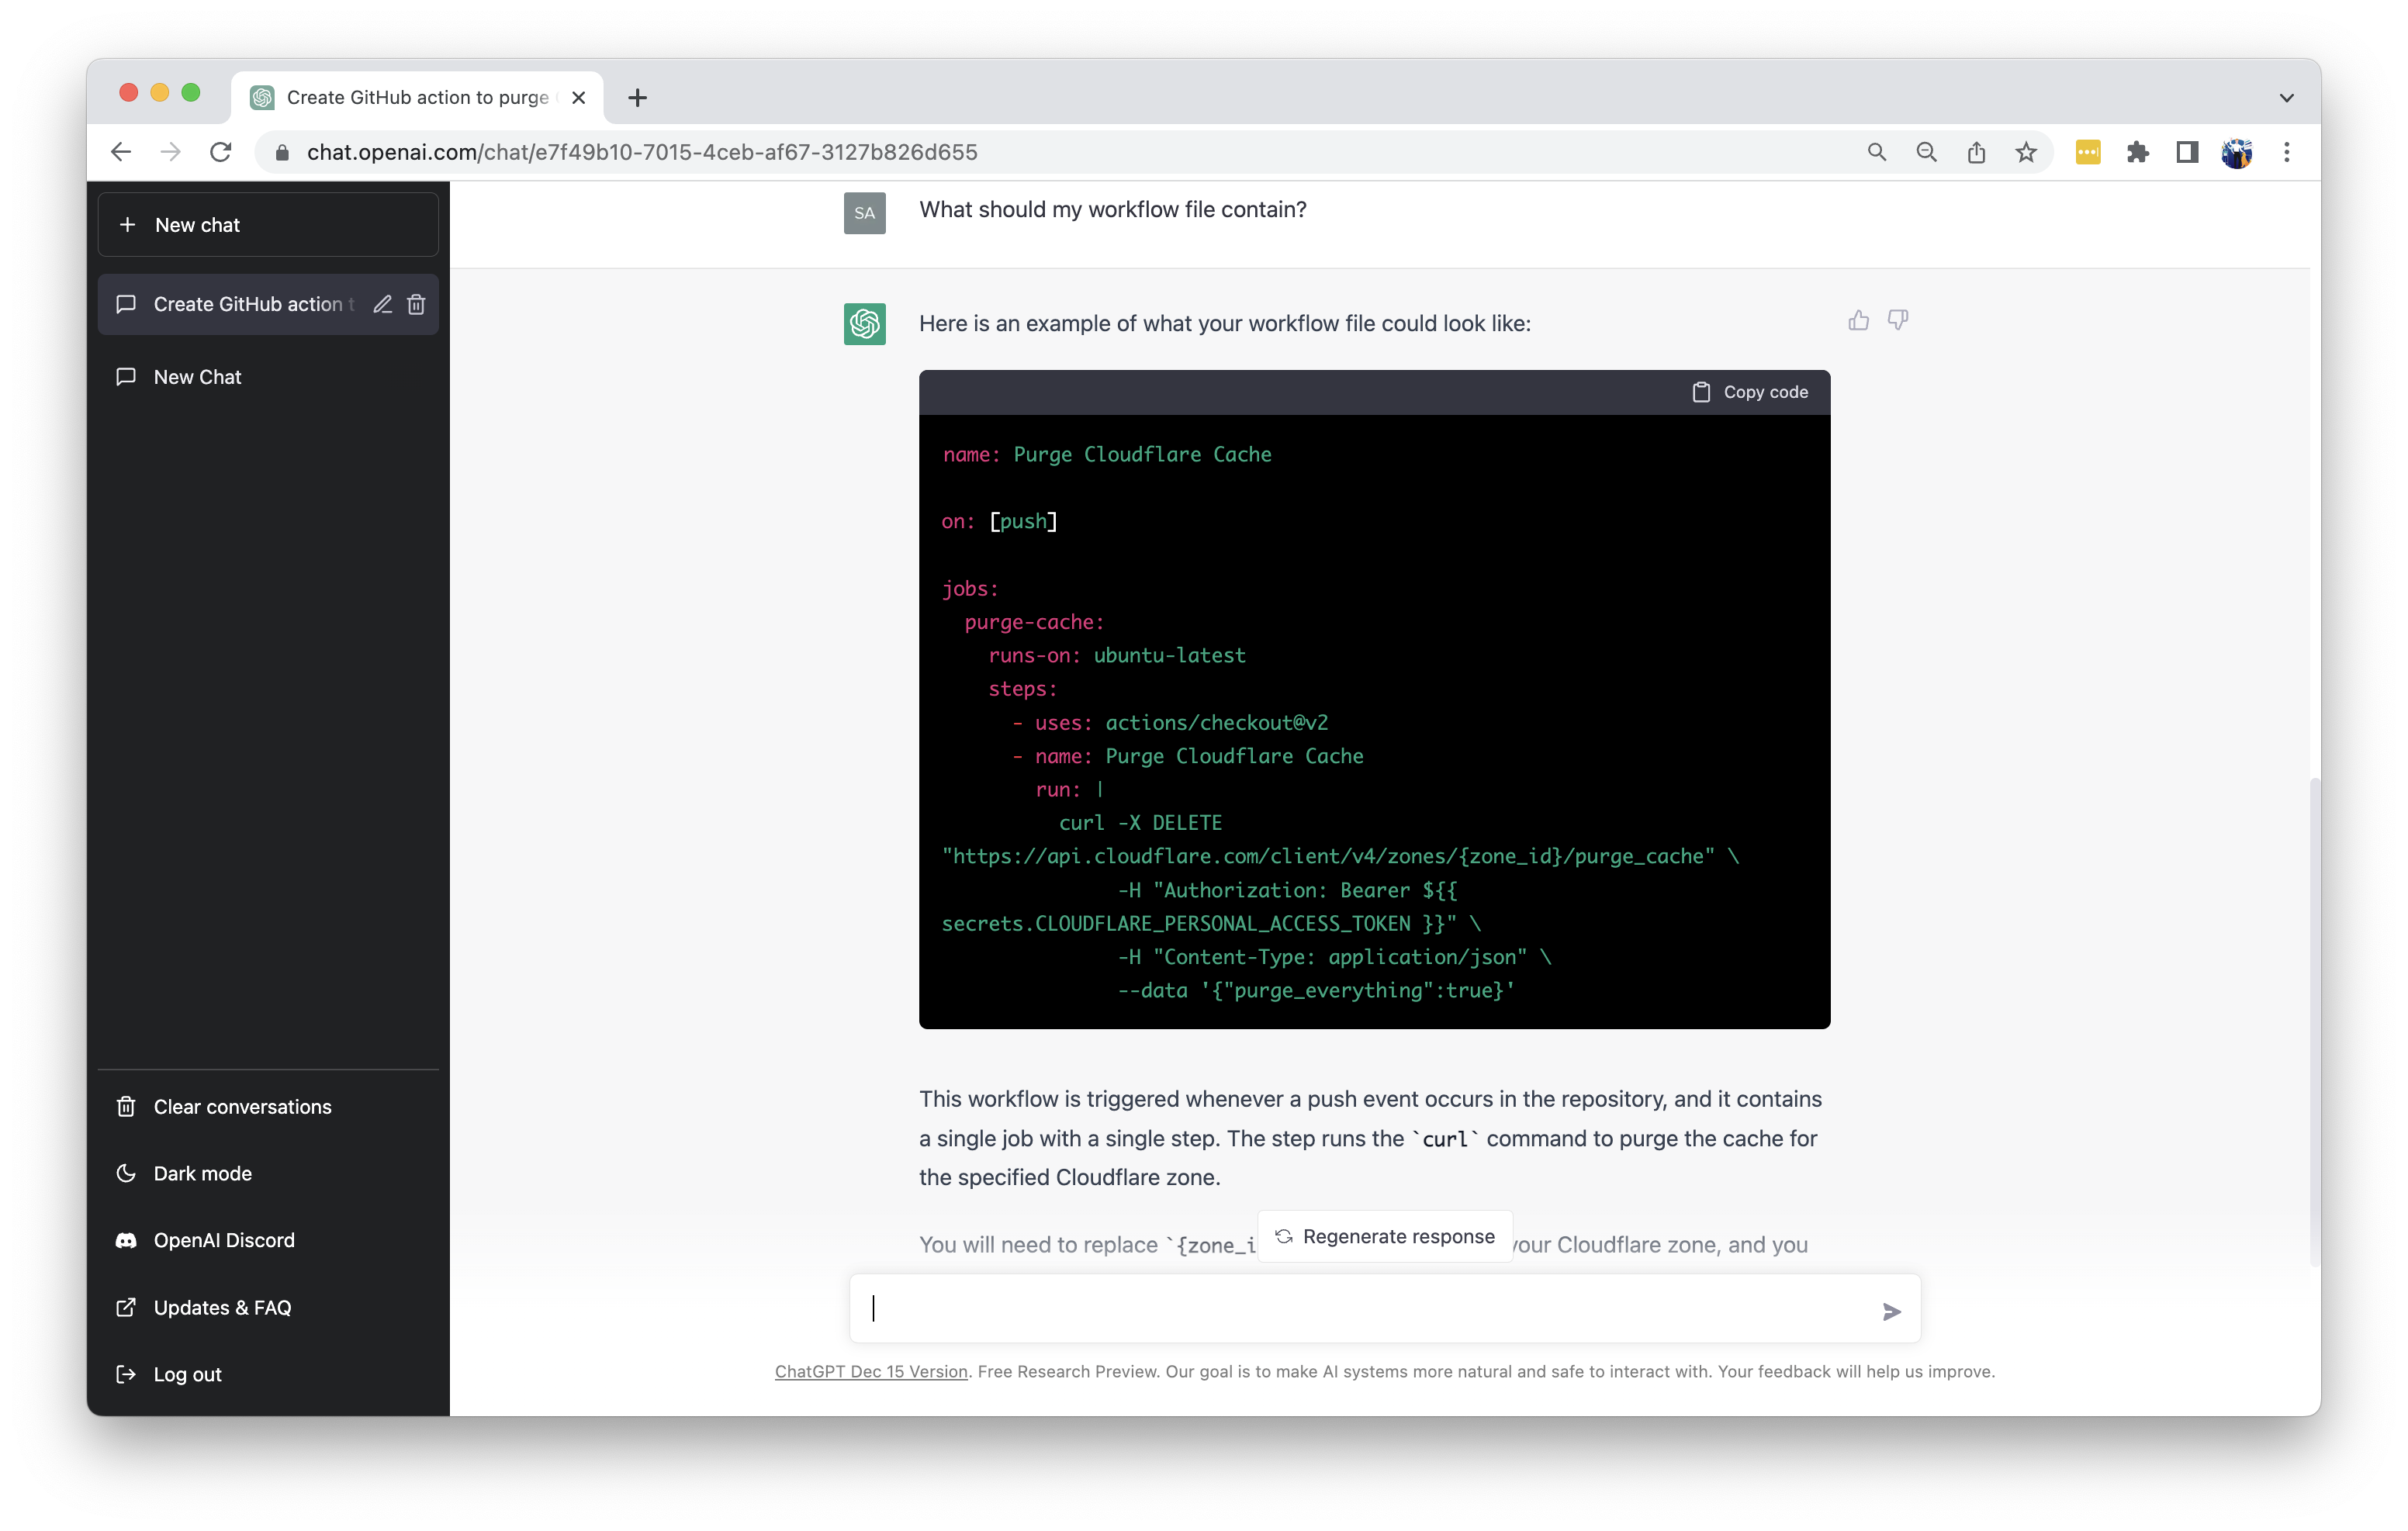 Create GitHub action to purge
chat.openai.com/chat/e7f49b10-7015-4ceb-af67-3127b826d655
New chat
Create GitHub action t
New Chat
Clear conversations
Dark mode
OpenAI Discord
Updates & FAQ
Log out
SA
What should my workflow file contain?
Here is an example of what your workflow file could look like:
Copy code
name: Purge Cloudflare Cache
on: [push]
jobs:
  purge-cache:
    runs-on: ubuntu-latest
    steps:
      - uses: actions/checkout@v2
      - name: Purge Cloudflare Cache
        run: |
          curl -X DELETE
"https://api.cloudflare.com/client/v4/zones/{zone_id}/purge_cache" \
               -H "Authorization: Bearer ${{
secrets.CLOUDFLARE_PERSONAL_ACCESS_TOKEN }}" \
               -H "Content-Type: application/json" \
               --data '{"purge_everything":true}'
This workflow is triggered whenever a push event occurs in the repository, and it contains
a single job with a single step. The step runs the `curl` command to purge the cache for
the specified Cloudflare zone.
You will need to replace `{zone_i your Cloudflare zone, and you
Regenerate response
ChatGPT Dec 15 Version. Free Research Preview. Our goal is to make AI systems more natural and safe to interact with. Your feedback will help us improve.